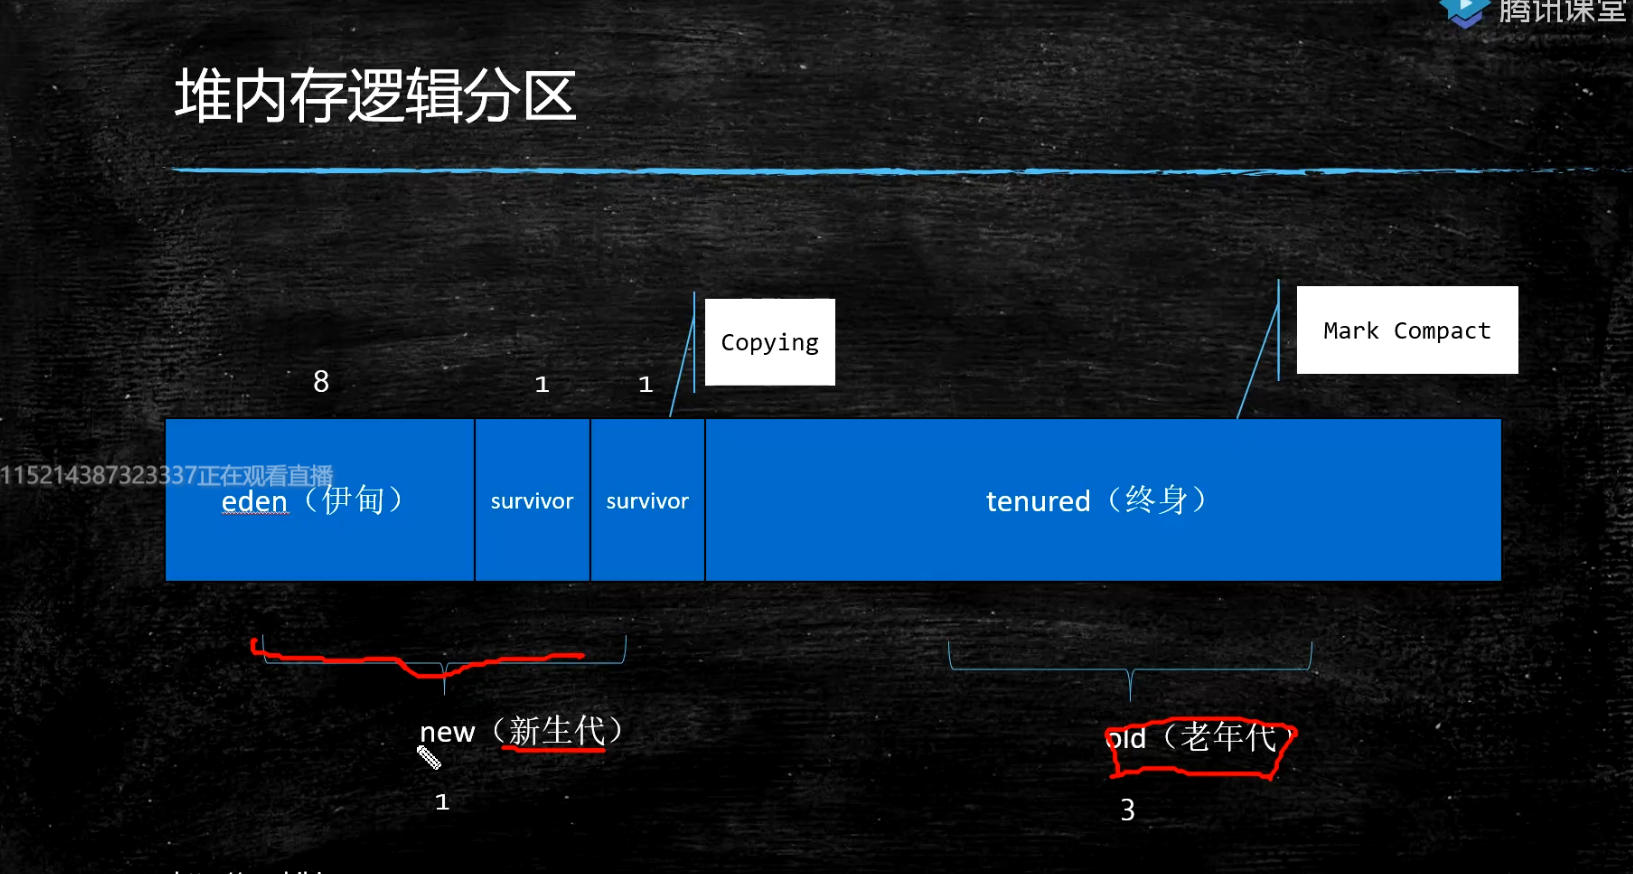 腾讯课堂
堆内存逻辑分区
Copying
Mark Compact
8
1
1
115214387323337正在观看直播
eden（伊甸）
survivor
survivor
tenured（终身）
new（新生代）
old（老年代）
1
3